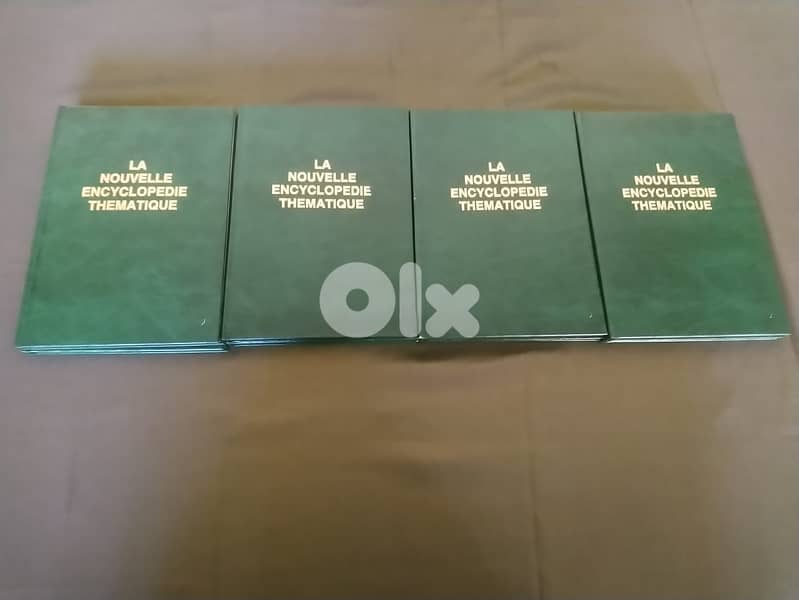 LA
NOUVELLE
ENCYCLOPEDIE
THEMATIQUE
LA
NOUVELLE
ENCYCLOPEDIE
THEMATIQUE
LA
NOUVELLE
ENCYCLOPEDIE
THEMATIQUE
LA
NOUVELLE
ENCYCLOPEDIE
THEMATIQUE
Olx